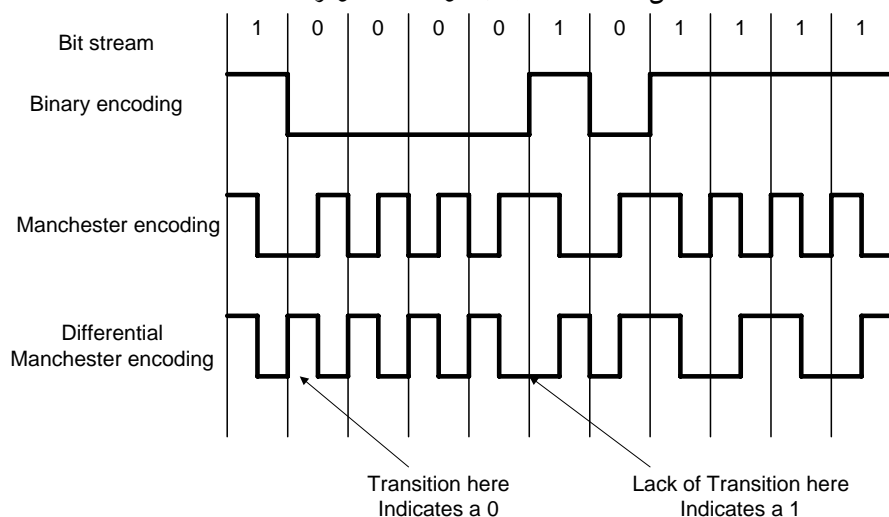 Bit stream
1 0 0 0 0 1 0 1 1 1 1
Binary encoding
Manchester encoding
Differential
Manchester encoding
Transition here
Indicates a 0
Lack of Transition here
Indicates a 1